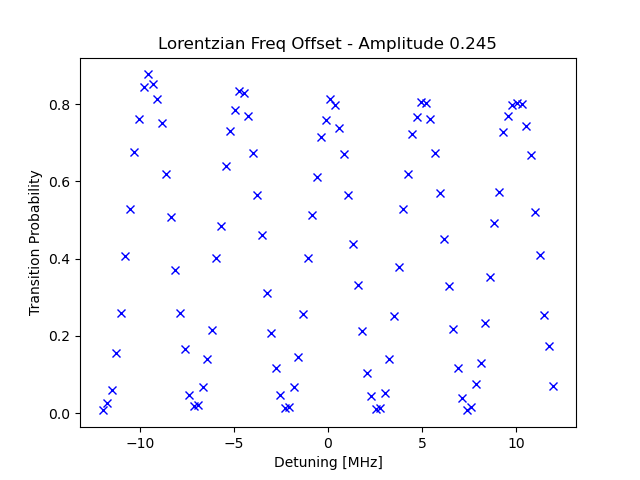 Lorentzian Freq Offset - Amplitude 0.245
Transition Probability
0.8
0.6
0.4
0.2
0.0
−10 −5 0 5 10
Detuning [MHz]